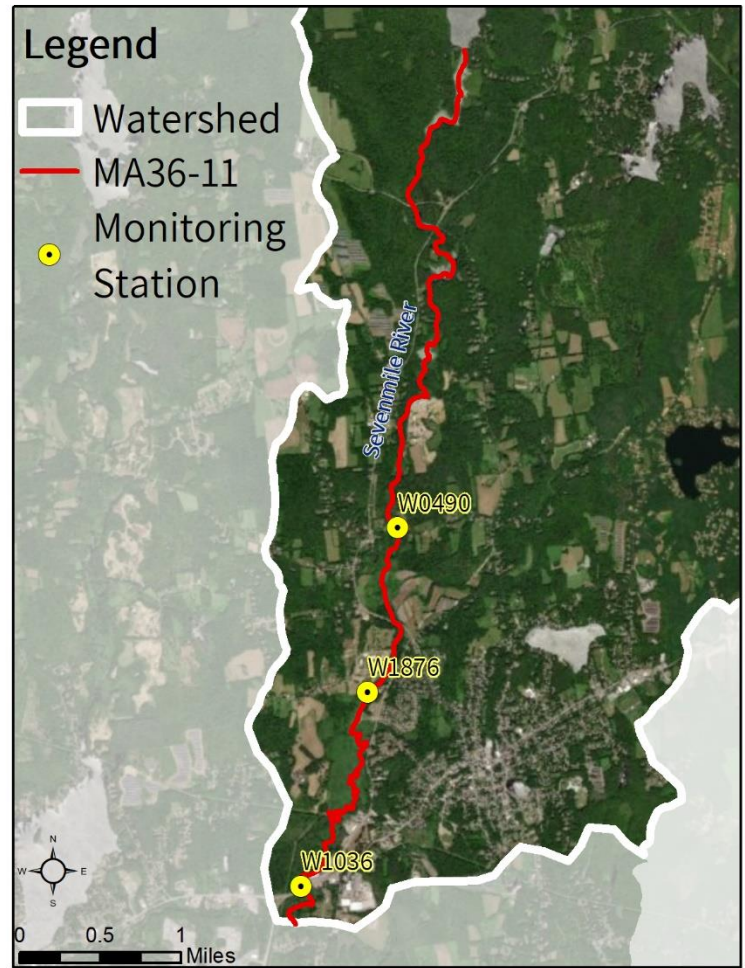 Legend
Watershed
MA36-11
Monitoring
Station
Sevenmile River
W0490
W1876
W1036
N
W E
S
0 0.5 1
Miles